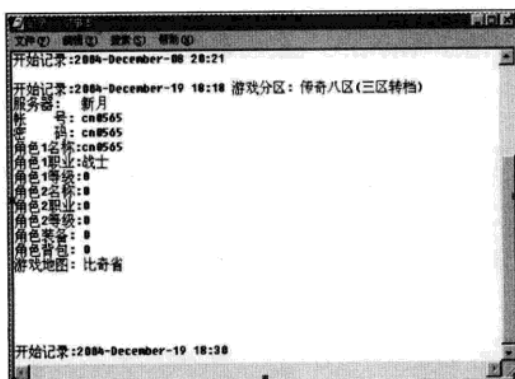 文件(F) 编辑(E) 搜索(S) 帮助(H)
开始记录:2004-December-08 20:21
开始记录:2004-December-19 18:18 游戏分区: 传奇八区(三区转档)
服务器: 新月
帐 号: cn0565
密 码: cn0565
角色1名称:cn0565
角色1职业:战士
角色1等级:0
角色2名称:0
角色2职业:0
角色2等级:0
角色装备: 0
角色背包: 0
游戏地图: 比奇省
开始记录:2004-December-19 18:30